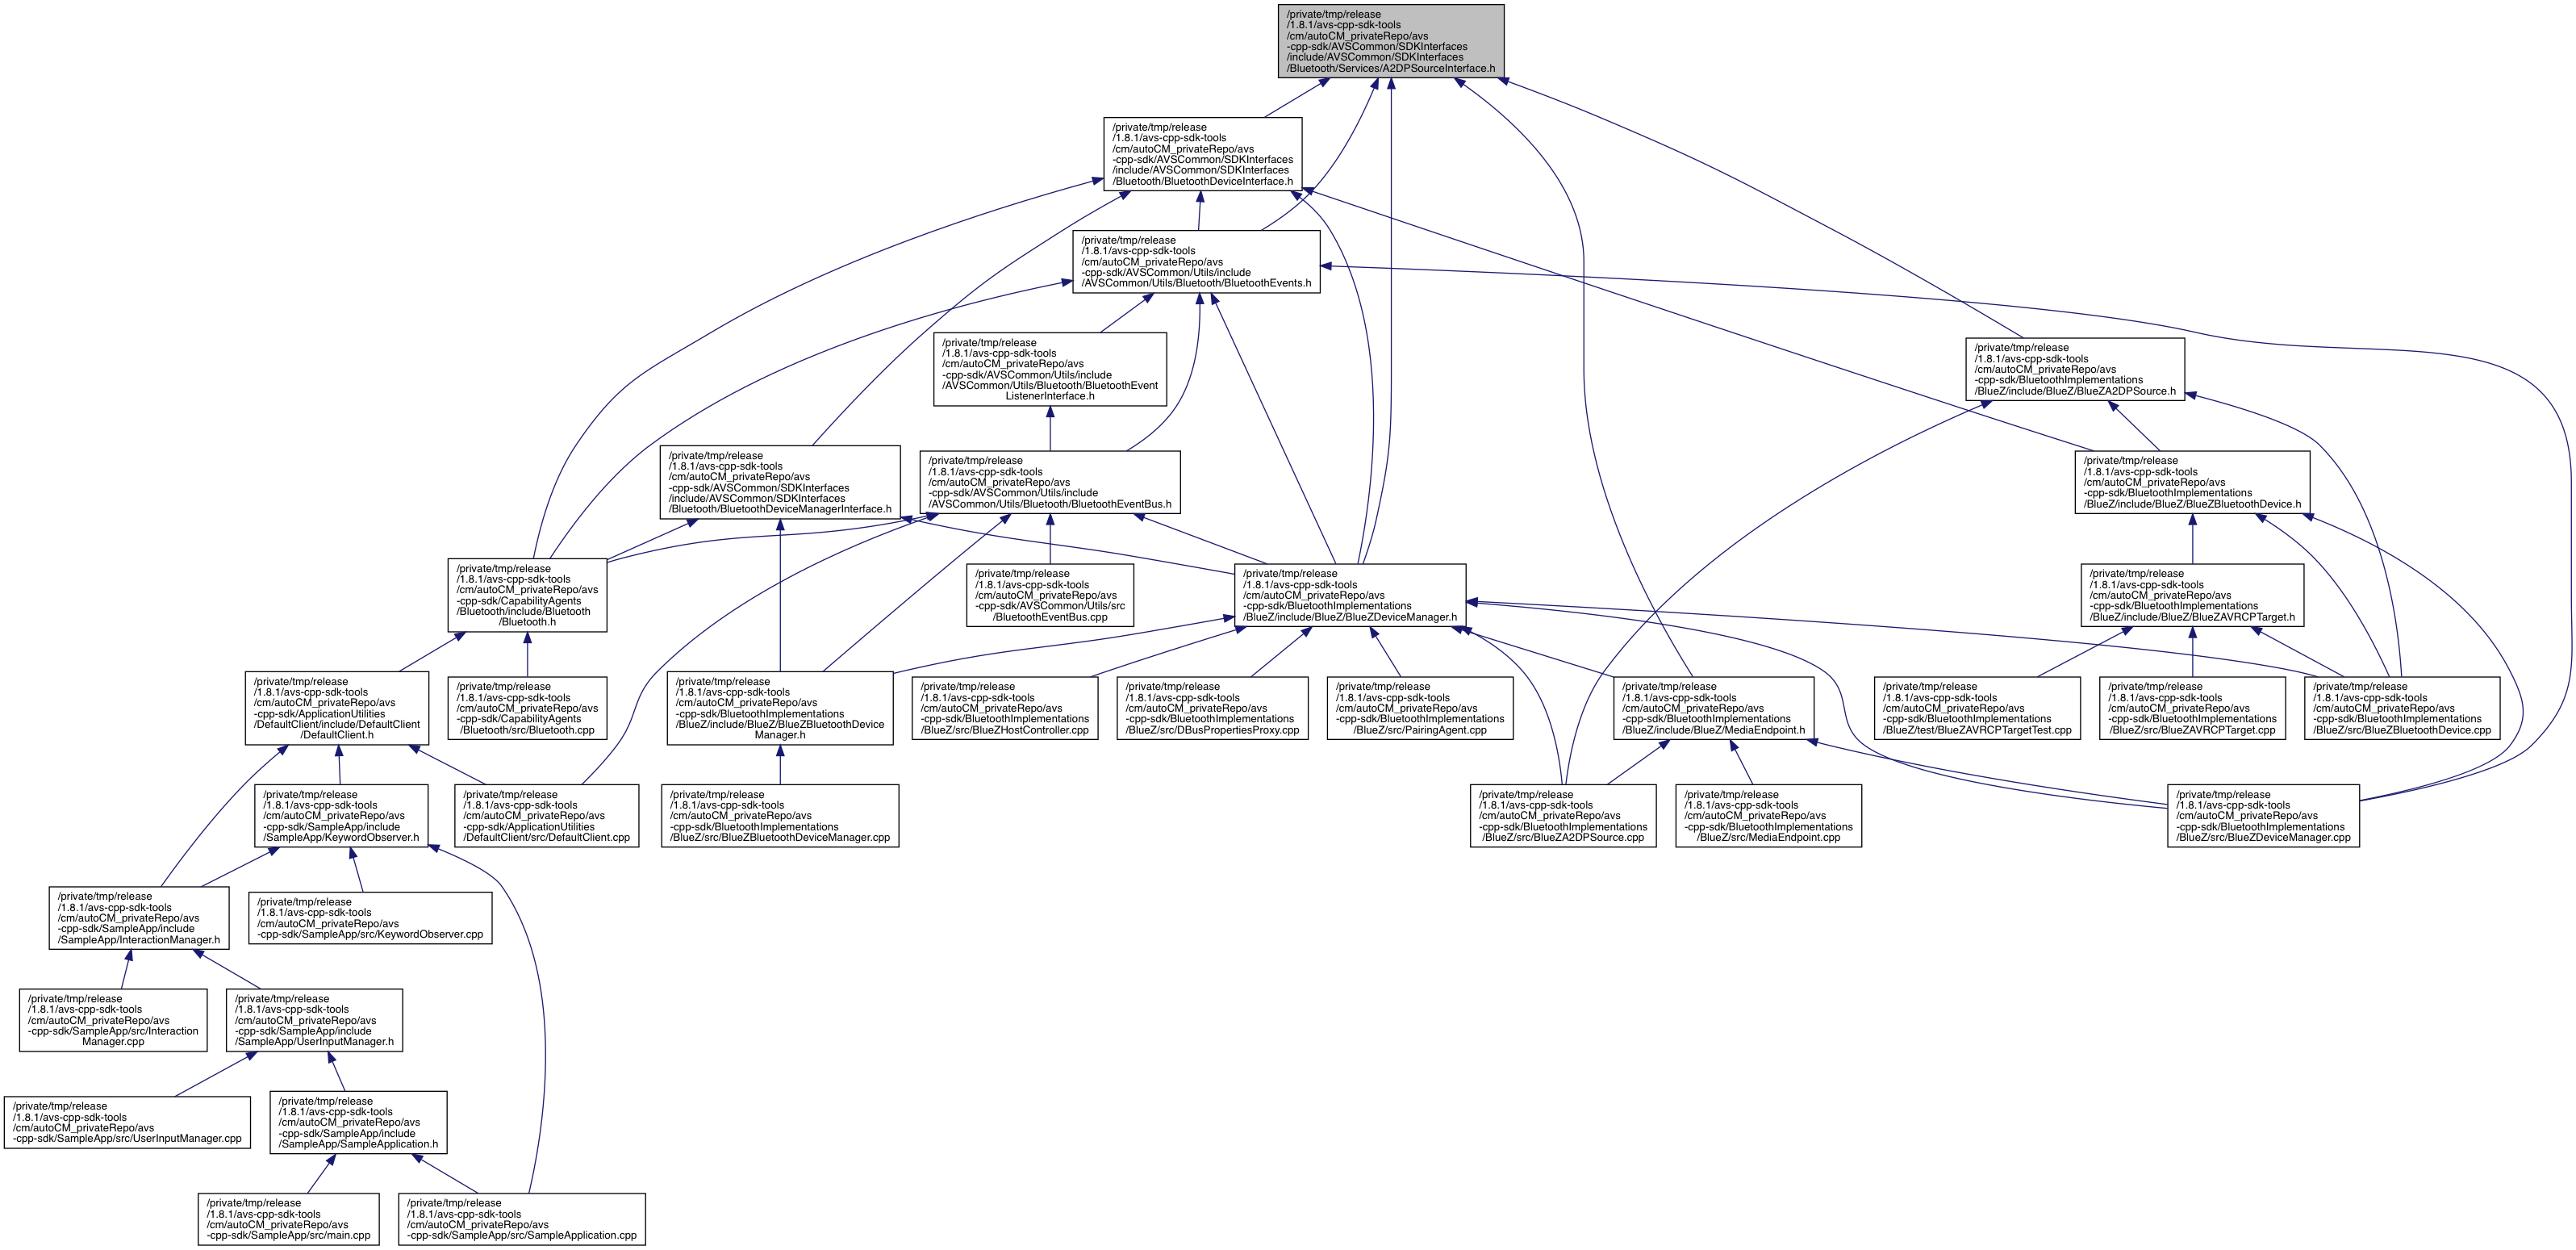 /private/tmp/release
/1.8.1/avs-cpp-sdk-tools
/cm/autoCM_privateRepo/avs
-cpp-sdk/AVSCommon/SDKInterfaces
/include/AVSCommon/SDKInterfaces
/Bluetooth/Services/A2DPSourceInterface.h
/private/tmp/release
/1.8.1/avs-cpp-sdk-tools
/cm/autoCM_privateRepo/avs
-cpp-sdk/AVSCommon/SDKInterfaces
/include/AVSCommon/SDKInterfaces
/Bluetooth/BluetoothDeviceInterface.h
/private/tmp/release
/1.8.1/avs-cpp-sdk-tools
/cm/autoCM_privateRepo/avs
-cpp-sdk/AVSCommon/Utils/include
/AVSCommon/Utils/Bluetooth/BluetoothEvents.h
/private/tmp/release
/1.8.1/avs-cpp-sdk-tools
/cm/autoCM_privateRepo/avs
-cpp-sdk/AVSCommon/Utils/include
/AVSCommon/Utils/Bluetooth/BluetoothEvent
ListenerInterface.h
/private/tmp/release
/1.8.1/avs-cpp-sdk-tools
/cm/autoCM_privateRepo/avs
-cpp-sdk/BluetoothImplementations
/BlueZ/include/BlueZ/BlueZA2DPSource.h
/private/tmp/release
/1.8.1/avs-cpp-sdk-tools
/cm/autoCM_privateRepo/avs
-cpp-sdk/AVSCommon/SDKInterfaces
/include/AVSCommon/SDKInterfaces
/Bluetooth/BluetoothDeviceManagerInterface.h
/private/tmp/release
/1.8.1/avs-cpp-sdk-tools
/cm/autoCM_privateRepo/avs
-cpp-sdk/AVSCommon/Utils/include
/AVSCommon/Utils/Bluetooth/BluetoothEventBus.h
/private/tmp/release
/1.8.1/avs-cpp-sdk-tools
/cm/autoCM_privateRepo/avs
-cpp-sdk/BluetoothImplementations
/BlueZ/include/BlueZ/BlueZBluetoothDevice.h
/private/tmp/release
/1.8.1/avs-cpp-sdk-tools
/cm/autoCM_privateRepo/avs
-cpp-sdk/CapabilityAgents
/Bluetooth/include/Bluetooth
/Bluetooth.h
/private/tmp/release
/1.8.1/avs-cpp-sdk-tools
/cm/autoCM_privateRepo/avs
-cpp-sdk/AVSCommon/Utils/src
/BluetoothEventBus.cpp
/private/tmp/release
/1.8.1/avs-cpp-sdk-tools
/cm/autoCM_privateRepo/avs
-cpp-sdk/BluetoothImplementations
/BlueZ/include/BlueZ/BlueZDeviceManager.h
/private/tmp/release
/1.8.1/avs-cpp-sdk-tools
/cm/autoCM_privateRepo/avs
-cpp-sdk/BluetoothImplementations
/BlueZ/include/BlueZ/BlueZAVRCPTarget.h
/private/tmp/release
/1.8.1/avs-cpp-sdk-tools
/cm/autoCM_privateRepo/avs
-cpp-sdk/ApplicationUtilities
/DefaultClient/include/DefaultClient
/DefaultClient.h
/private/tmp/release
/1.8.1/avs-cpp-sdk-tools
/cm/autoCM_privateRepo/avs
-cpp-sdk/CapabilityAgents
/Bluetooth/src/Bluetooth.cpp
/private/tmp/release
/1.8.1/avs-cpp-sdk-tools
/cm/autoCM_privateRepo/avs
-cpp-sdk/BluetoothImplementations
/BlueZ/include/BlueZ/BlueZBluetoothDevice
Manager.h
/private/tmp/release
/1.8.1/avs-cpp-sdk-tools
/cm/autoCM_privateRepo/avs
-cpp-sdk/BluetoothImplementations
/BlueZ/src/BlueZHostController.cpp
/private/tmp/release
/1.8.1/avs-cpp-sdk-tools
/cm/autoCM_privateRepo/avs
-cpp-sdk/BluetoothImplementations
/BlueZ/src/DBusPropertiesProxy.cpp
/private/tmp/release
/1.8.1/avs-cpp-sdk-tools
/cm/autoCM_privateRepo/avs
-cpp-sdk/BluetoothImplementations
/BlueZ/src/PairingAgent.cpp
/private/tmp/release
/1.8.1/avs-cpp-sdk-tools
/cm/autoCM_privateRepo/avs
-cpp-sdk/BluetoothImplementations
/BlueZ/include/BlueZ/MediaEndpoint.h
/private/tmp/release
/1.8.1/avs-cpp-sdk-tools
/cm/autoCM_privateRepo/avs
-cpp-sdk/BluetoothImplementations
/BlueZ/test/BlueZAVRCPTargetTest.cpp
/private/tmp/release
/1.8.1/avs-cpp-sdk-tools
/cm/autoCM_privateRepo/avs
-cpp-sdk/BluetoothImplementations
/BlueZ/src/BlueZAVRCPTarget.cpp
/private/tmp/release
/1.8.1/avs-cpp-sdk-tools
/cm/autoCM_privateRepo/avs
-cpp-sdk/BluetoothImplementations
/BlueZ/src/BlueZBluetoothDevice.cpp
/private/tmp/release
/1.8.1/avs-cpp-sdk-tools
/cm/autoCM_privateRepo/avs
-cpp-sdk/SampleApp/include
/SampleApp/KeywordObserver.h
/private/tmp/release
/1.8.1/avs-cpp-sdk-tools
/cm/autoCM_privateRepo/avs
-cpp-sdk/ApplicationUtilities
/DefaultClient/src/DefaultClient.cpp
/private/tmp/release
/1.8.1/avs-cpp-sdk-tools
/cm/autoCM_privateRepo/avs
-cpp-sdk/BluetoothImplementations
/BlueZ/src/BlueZBluetoothDeviceManager.cpp
/private/tmp/release
/1.8.1/avs-cpp-sdk-tools
/cm/autoCM_privateRepo/avs
-cpp-sdk/BluetoothImplementations
/BlueZ/src/BlueZA2DPSource.cpp
/private/tmp/release
/1.8.1/avs-cpp-sdk-tools
/cm/autoCM_privateRepo/avs
-cpp-sdk/BluetoothImplementations
/BlueZ/src/MediaEndpoint.cpp
/private/tmp/release
/1.8.1/avs-cpp-sdk-tools
/cm/autoCM_privateRepo/avs
-cpp-sdk/BluetoothImplementations
/BlueZ/src/BlueZDeviceManager.cpp
/private/tmp/release
/1.8.1/avs-cpp-sdk-tools
/cm/autoCM_privateRepo/avs
-cpp-sdk/SampleApp/include
/SampleApp/InteractionManager.h
/private/tmp/release
/1.8.1/avs-cpp-sdk-tools
/cm/autoCM_privateRepo/avs
-cpp-sdk/SampleApp/src/KeywordObserver.cpp
/private/tmp/release
/1.8.1/avs-cpp-sdk-tools
/cm/autoCM_privateRepo/avs
-cpp-sdk/SampleApp/src/Interaction
Manager.cpp
/private/tmp/release
/1.8.1/avs-cpp-sdk-tools
/cm/autoCM_privateRepo/avs
-cpp-sdk/SampleApp/include
/SampleApp/UserInputManager.h
/private/tmp/release
/1.8.1/avs-cpp-sdk-tools
/cm/autoCM_privateRepo/avs
-cpp-sdk/SampleApp/src/UserInputManager.cpp
/private/tmp/release
/1.8.1/avs-cpp-sdk-tools
/cm/autoCM_privateRepo/avs
-cpp-sdk/SampleApp/include
/SampleApp/SampleApplication.h
/private/tmp/release
/1.8.1/avs-cpp-sdk-tools
/cm/autoCM_privateRepo/avs
-cpp-sdk/SampleApp/src/main.cpp
/private/tmp/release
/1.8.1/avs-cpp-sdk-tools
/cm/autoCM_privateRepo/avs
-cpp-sdk/SampleApp/src/SampleApplication.cpp